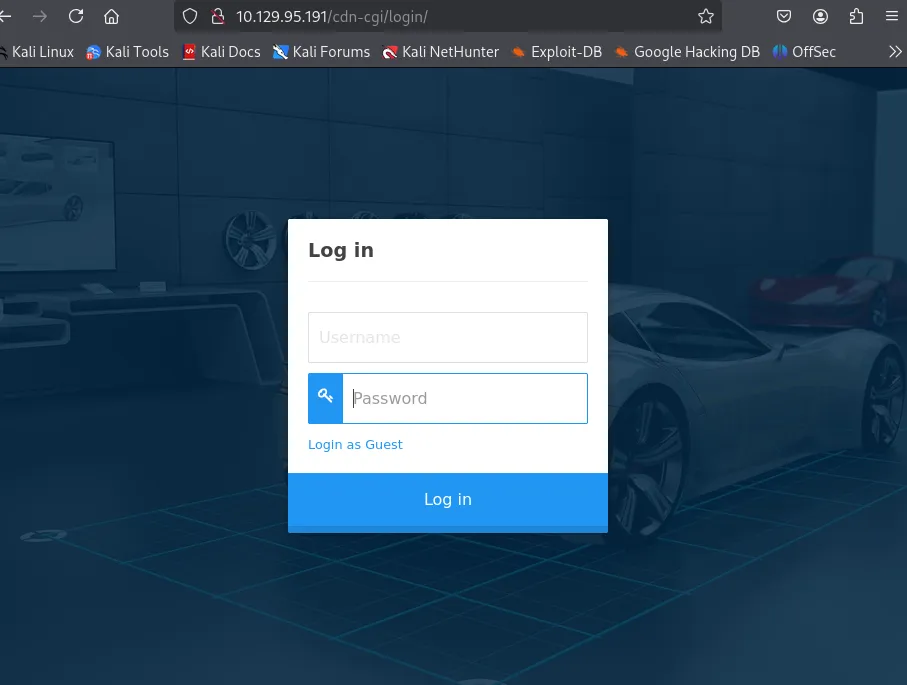 10.129.95.191/cdn-cgi/login/
Kali Linux Kali Tools Kali Docs Kali Forums Kali NetHunter Exploit-DB Google Hacking DB OffSec
Log in
Username
Password
Login as Guest
Log in